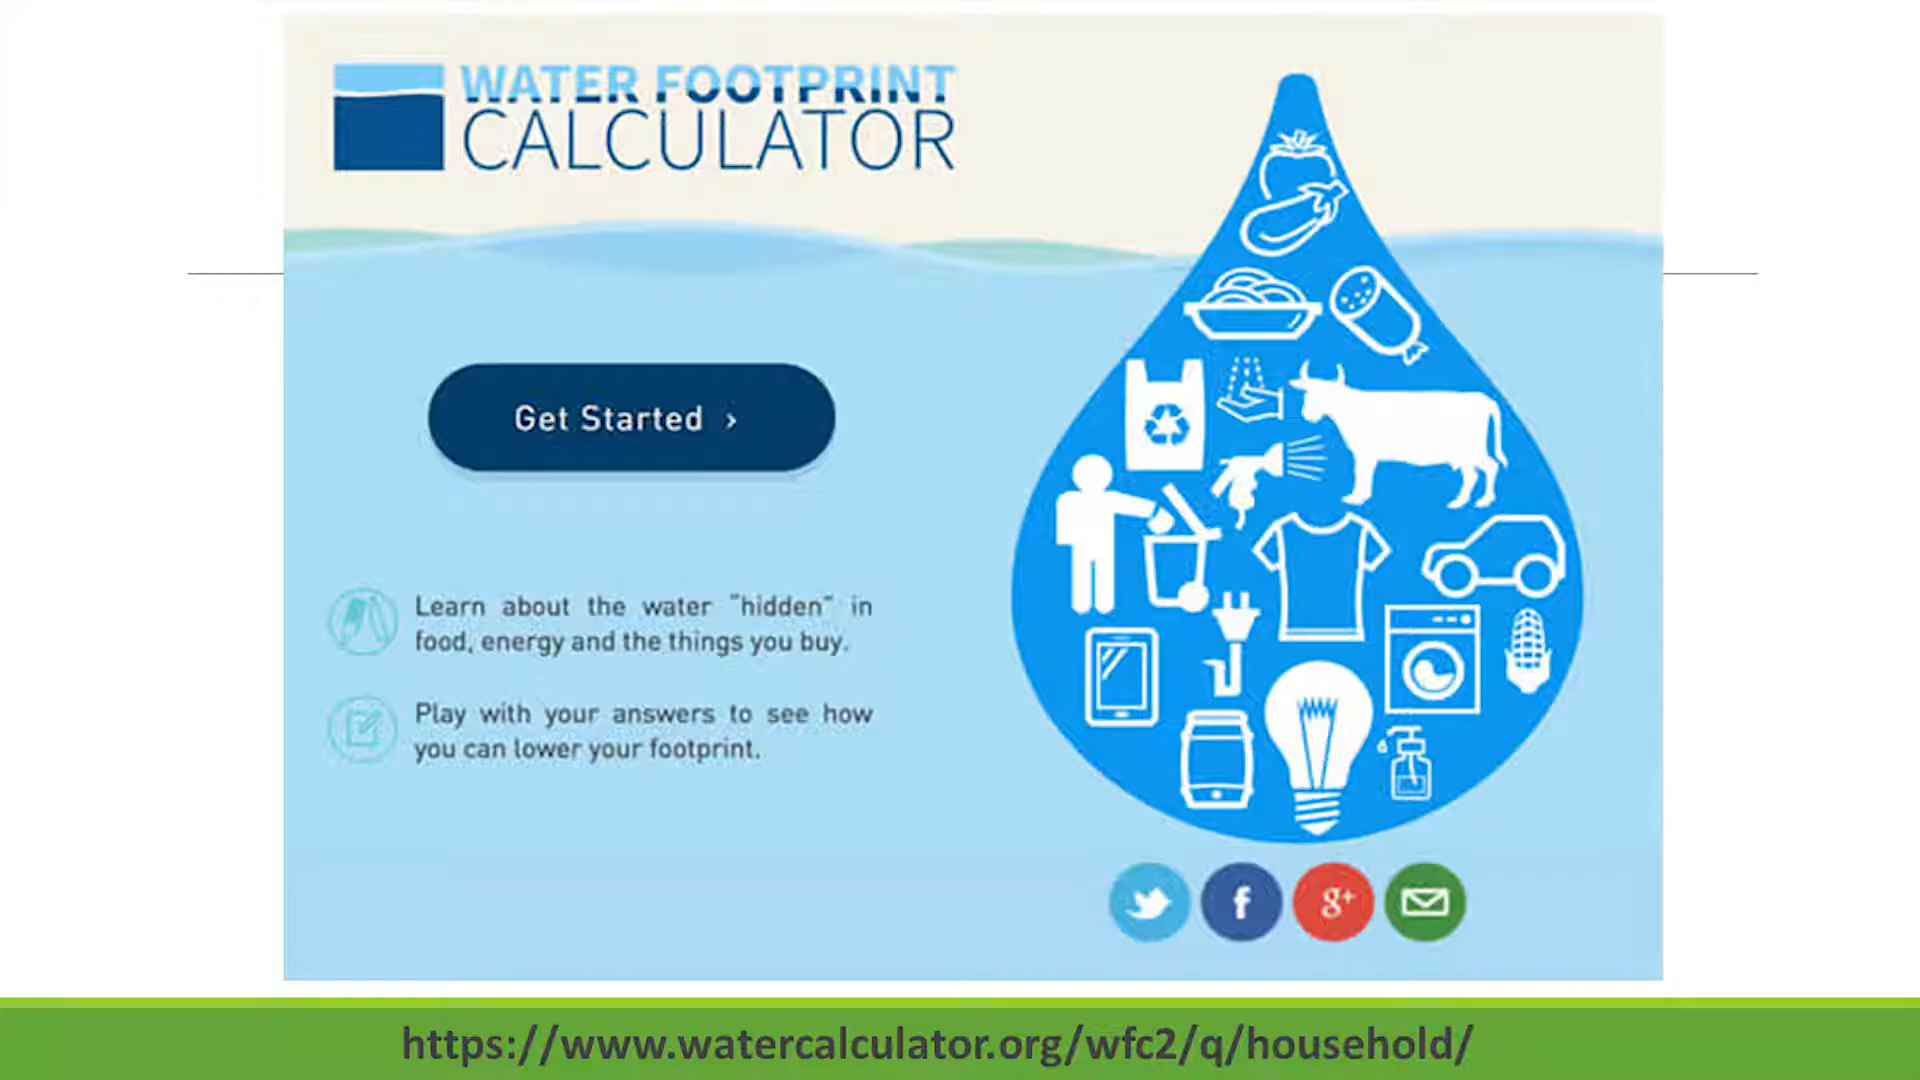 WATER FOOTPRINT
CALCULATOR
Get Started ›
Learn about the water "hidden" in
food, energy and the things you buy.
Play with your answers to see how
you can lower your footprint.
f
g+
https://www.watercalculator.org/wfc2/q/household/